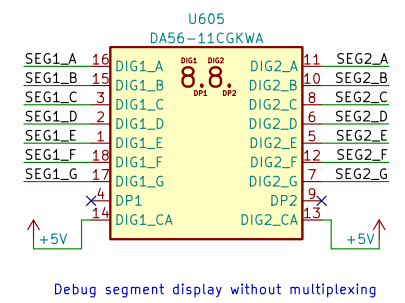 U605
DA56-11CGKWA
SEG1_A 16 DIG1_A DIG1 DIG2 DIG2_A 11 SEG2_A
SEG1_B 15 DIG1_B 8.8. DIG2_B 10 SEG2_B
DP1 DP2
SEG1_C 3 DIG1_C DIG2_C 8 SEG2_C
SEG1_D 2 DIG1_D DIG2_D 6 SEG2_D
SEG1_E 1 DIG1_E DIG2_E 5 SEG2_E
SEG1_F 18 DIG1_F DIG2_F 12 SEG2_F
SEG1_G 17 DIG1_G DIG2_G 7 SEG2_G
4 DP1 DP2 9
14 DIG1_CA DIG2_CA 13
+5V +5V
Debug segment display without multiplexing